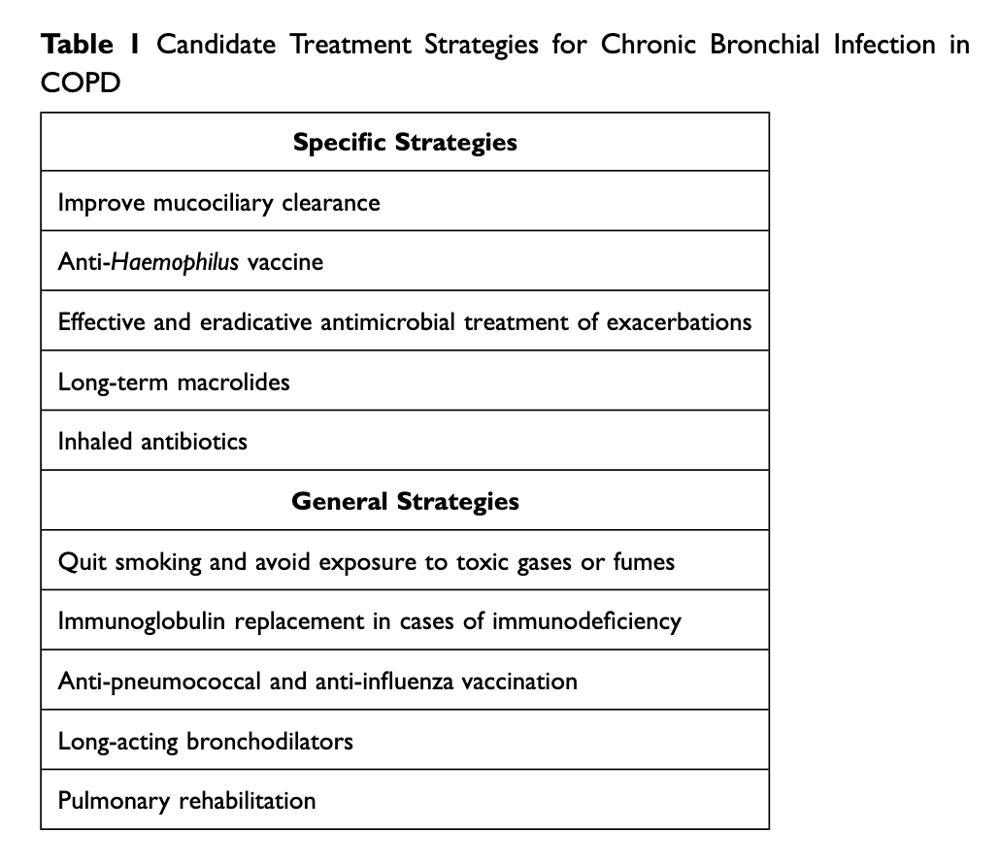 Table 1 Candidate Treatment Strategies for Chronic Bronchial Infection in
COPD
Specific Strategies
Improve mucociliary clearance
Anti-Haemophilus vaccine
Effective and eradicative antimicrobial treatment of exacerbations
Long-term macrolides
Inhaled antibiotics
General Strategies
Quit smoking and avoid exposure to toxic gases or fumes
Immunoglobulin replacement in cases of immunodeficiency
Anti-pneumococcal and anti-influenza vaccination
Long-acting bronchodilators
Pulmonary rehabilitation